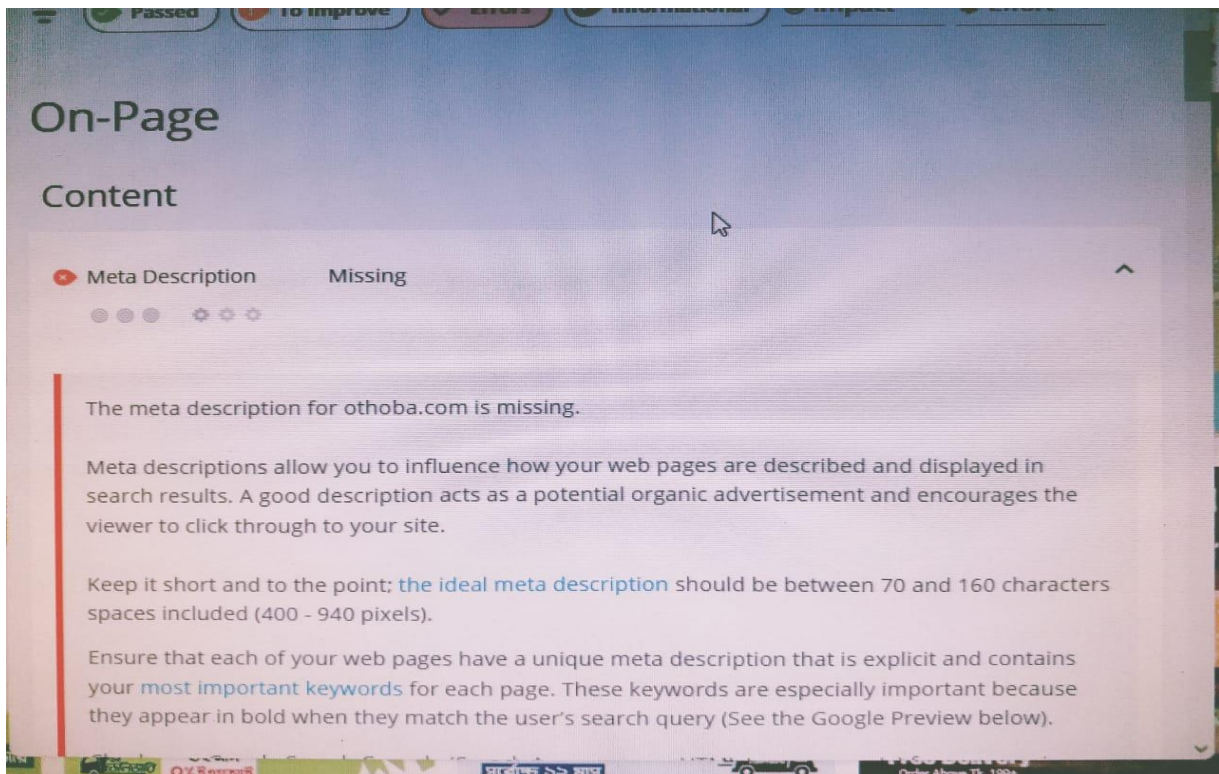 Passed To Improve Errors Informational Impact Effort
On-Page
Content
Meta Description Missing
The meta description for othoba.com is missing.
Meta descriptions allow you to influence how your web pages are described and displayed in
search results. A good description acts as a potential organic advertisement and encourages the
viewer to click through to your site.
Keep it short and to the point; the ideal meta description should be between 70 and 160 characters
spaces included (400 - 940 pixels).
Ensure that each of your web pages have a unique meta description that is explicit and contains
your most important keywords for each page. These keywords are especially important because
they appear in bold when they match the user's search query (See the Google Preview below).